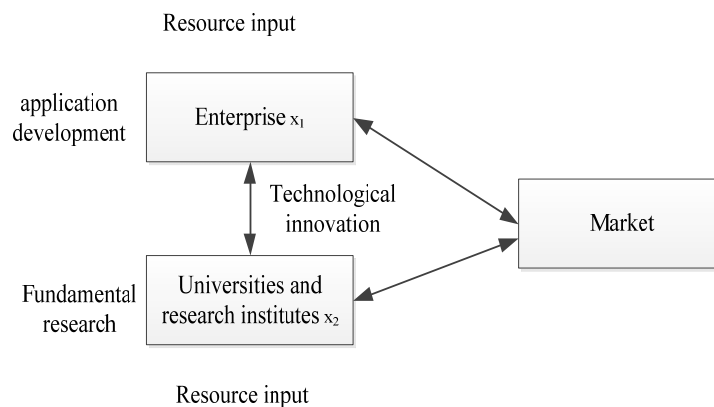 Resource input
application
development
Enterprise x₁
Technological
innovation
Market
Universities and
research institutes x₂
Fundamental
research
Resource input